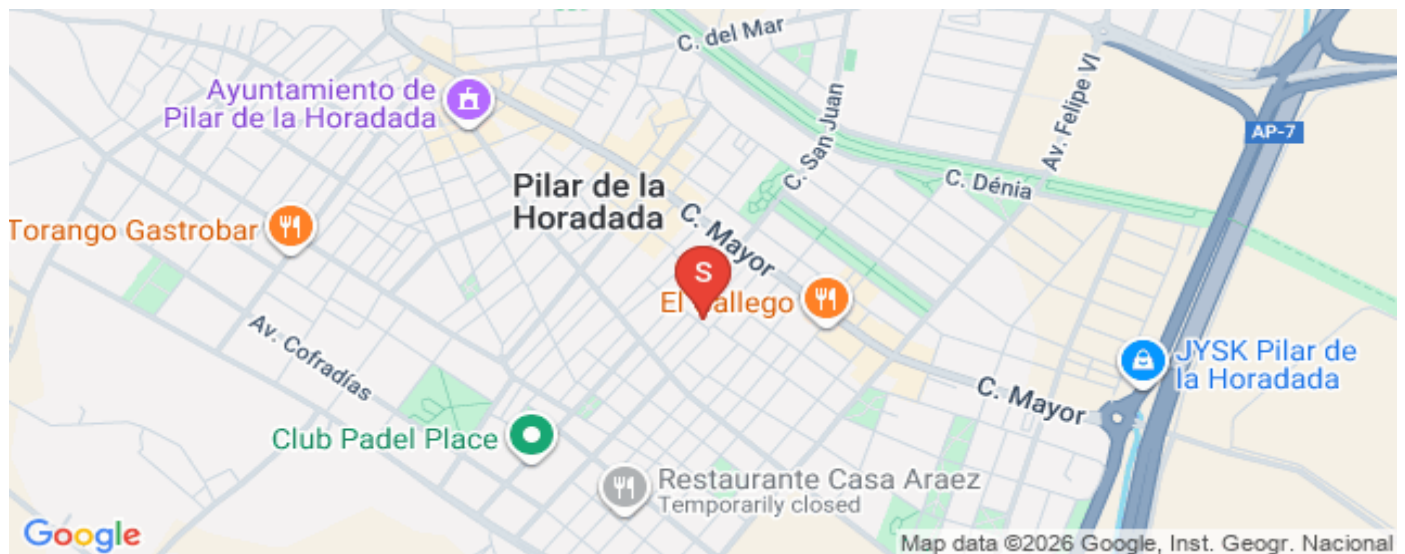 C. del Mar
Ayuntamiento de
Pilar de la Horadada
Av. Felipe VI
AP-7
C. San Juan
C. Dénia
Pilar de la
Horadada
Torango Gastrobar
C. Mayor
S
El Gallego
Av. Cofradías
JYSK Pilar de
la Horadada
C. Mayor
Club Padel Place
Restaurante Casa Araez
Temporarily closed
Google
Map data ©2026 Google, Inst. Geogr. Nacional